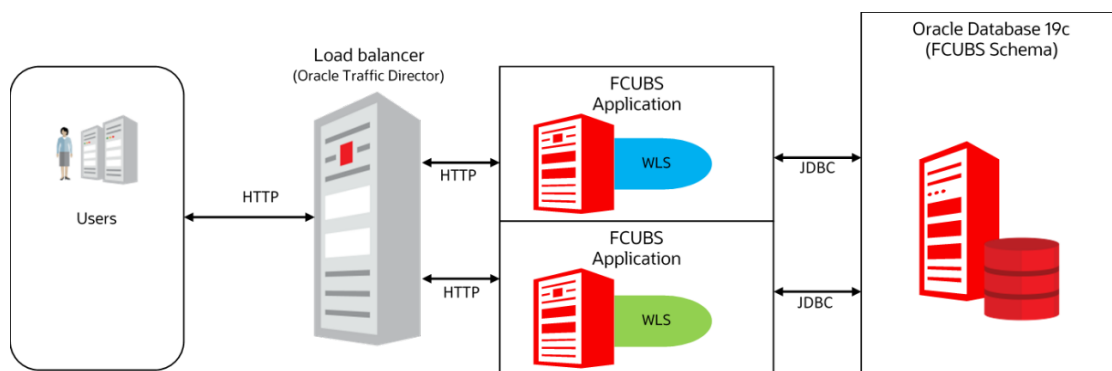 Users
HTTP
Load balancer
(Oracle Traffic Director)
HTTP
HTTP
FCUBS
Application
WLS
FCUBS
Application
WLS
JDBC
JDBC
Oracle Database 19c
(FCUBS Schema)